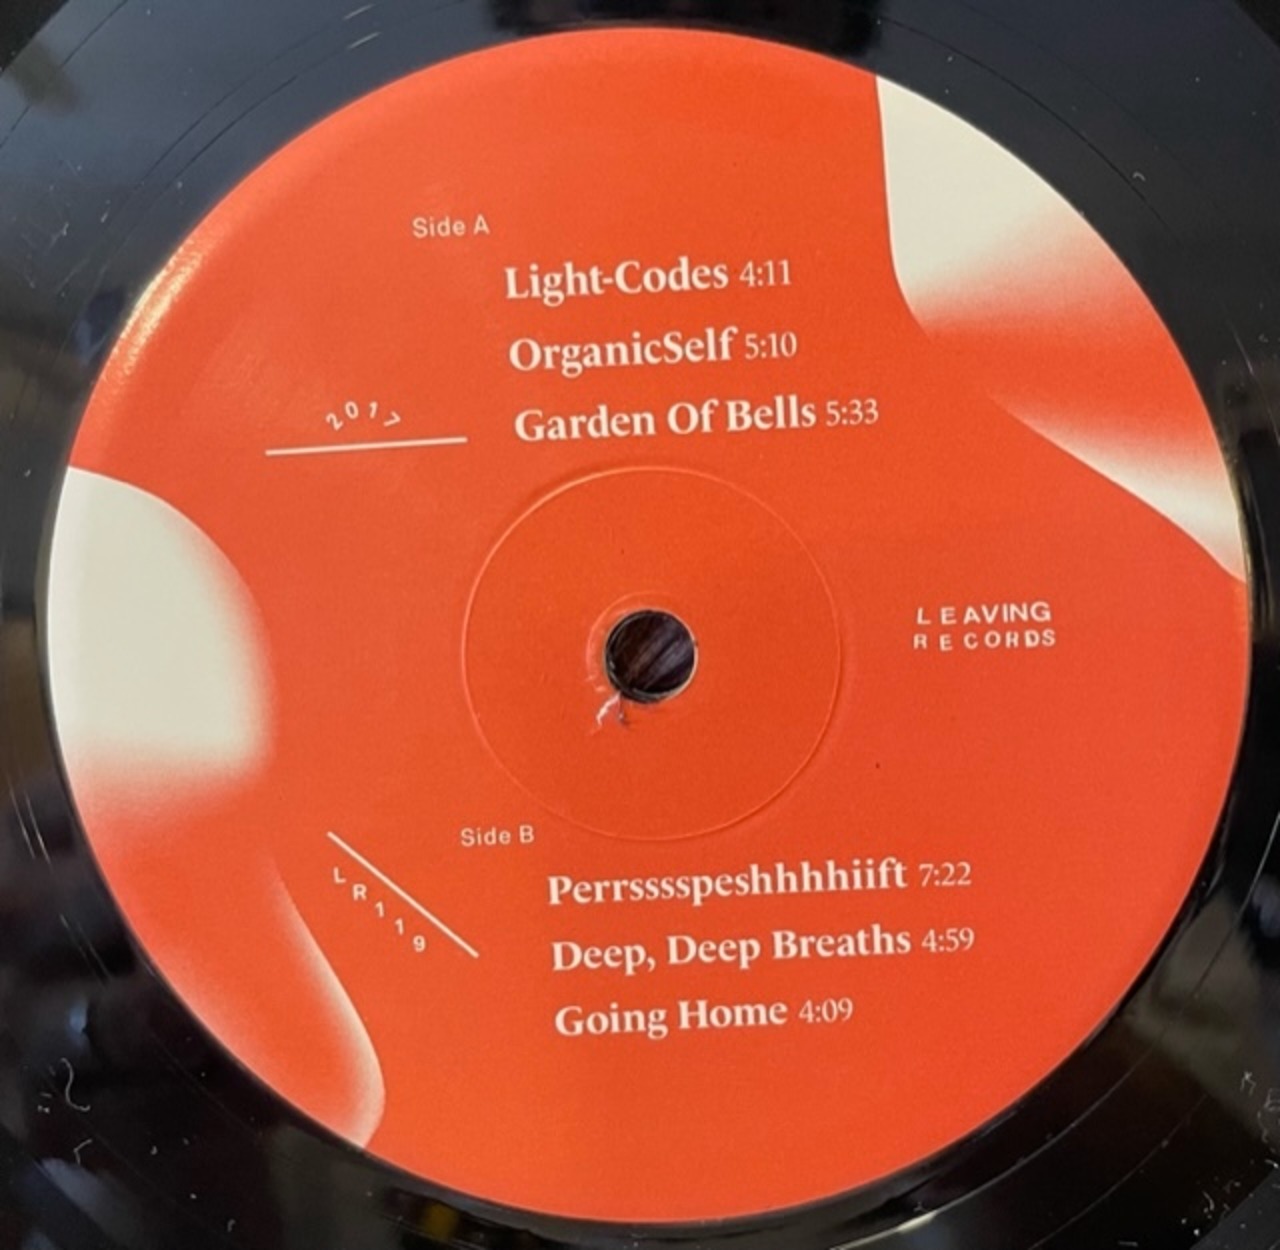 Side A
Light-Codes 4:11
OrganicSelf 5:10
Garden Of Bells 5:33
2017
LEAVING
RECORDS
Side B
LR119
Perrsssspeshhhhiift 7:22
Deep, Deep Breaths 4:59
Going Home 4:09